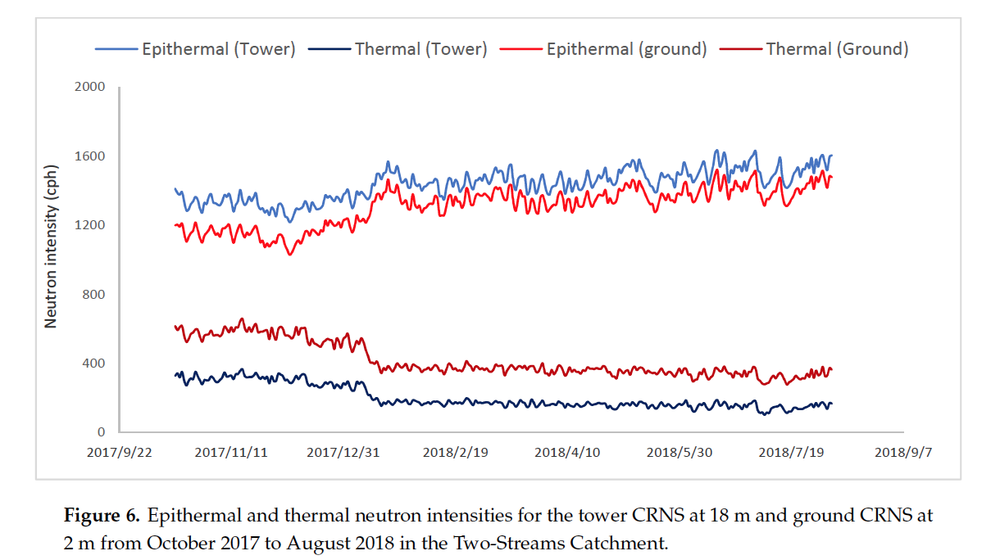 Epithermal (Tower) Thermal (Tower) Epithermal (ground) Thermal (Ground)
2000
1600
1200
800
400
0
Neutron intensity (cph)
2017/9/22 2017/11/11 2017/12/31 2018/2/19 2018/4/10 2018/5/30 2018/7/19 2018/9/7
Figure 6. Epithermal and thermal neutron intensities for the tower CRNS at 18 m and ground CRNS at
2 m from October 2017 to August 2018 in the Two-Streams Catchment.